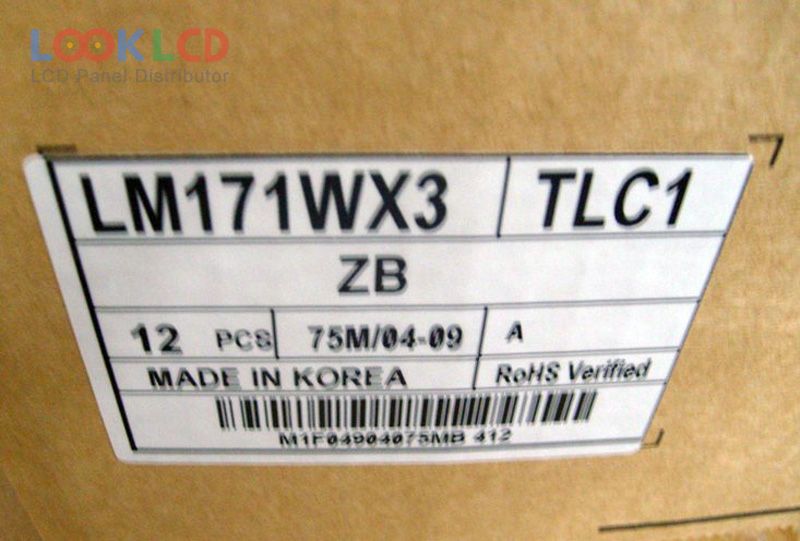 LOOKLCD
LCD Panel Distributor
LM171WX3 TLC1
ZB
12 PCS 75M/04-09 A
MADE IN KOREA RoHS Verified
M1F04904075MB 412